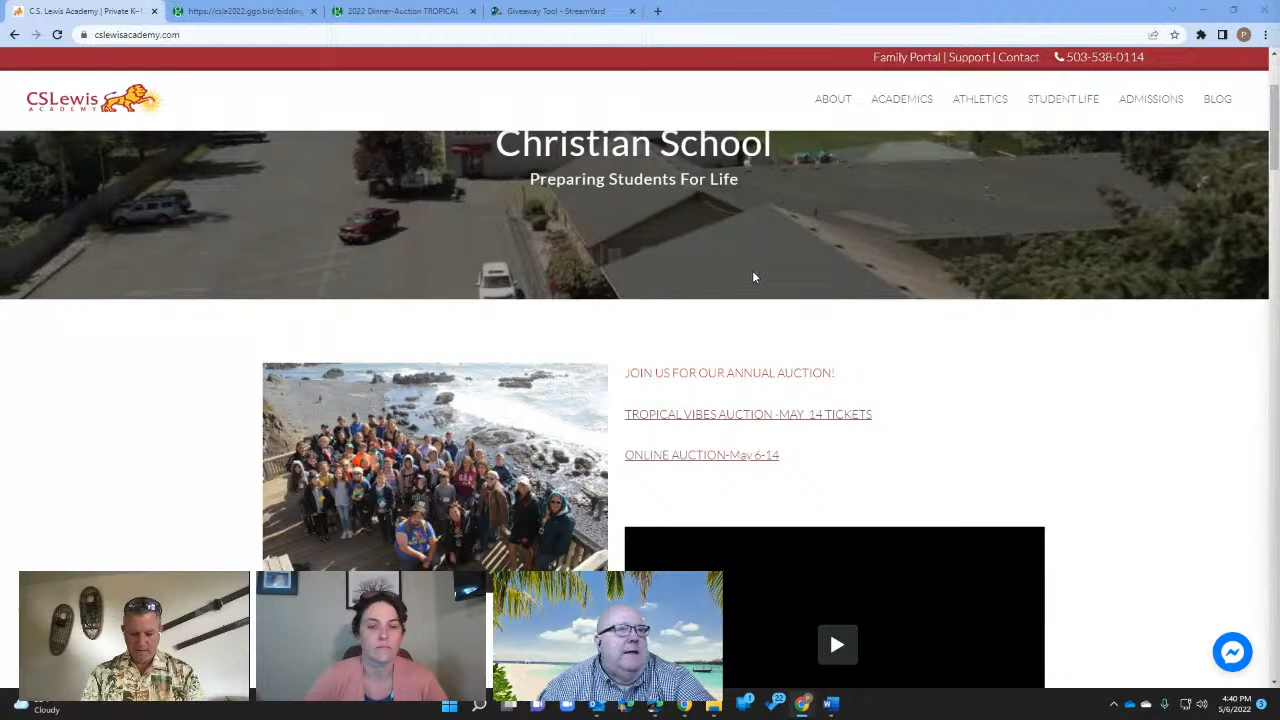 C.S. Lewis Academy | Private K-1
https://csla2022.ggo.bid/bidding
2022 Dinner-Auction-TROPICAL
Giveaway Tool - StreamYard
cslewisacademy.com
Family Portal | Support | Contact 503-538-0114
CSLewis
ACADEMY
ABOUT ACADEMICS ATHLETICS STUDENT LIFE ADMISSIONS BLOG
Christian School
Preparing Students For Life
JOIN US FOR OUR ANNUAL AUCTION!
TROPICAL VIBES AUCTION -MAY 14 TICKETS
ONLINE AUCTION-May 6-14
Cloudy
1
22
4:40 PM
5/6/2022
3